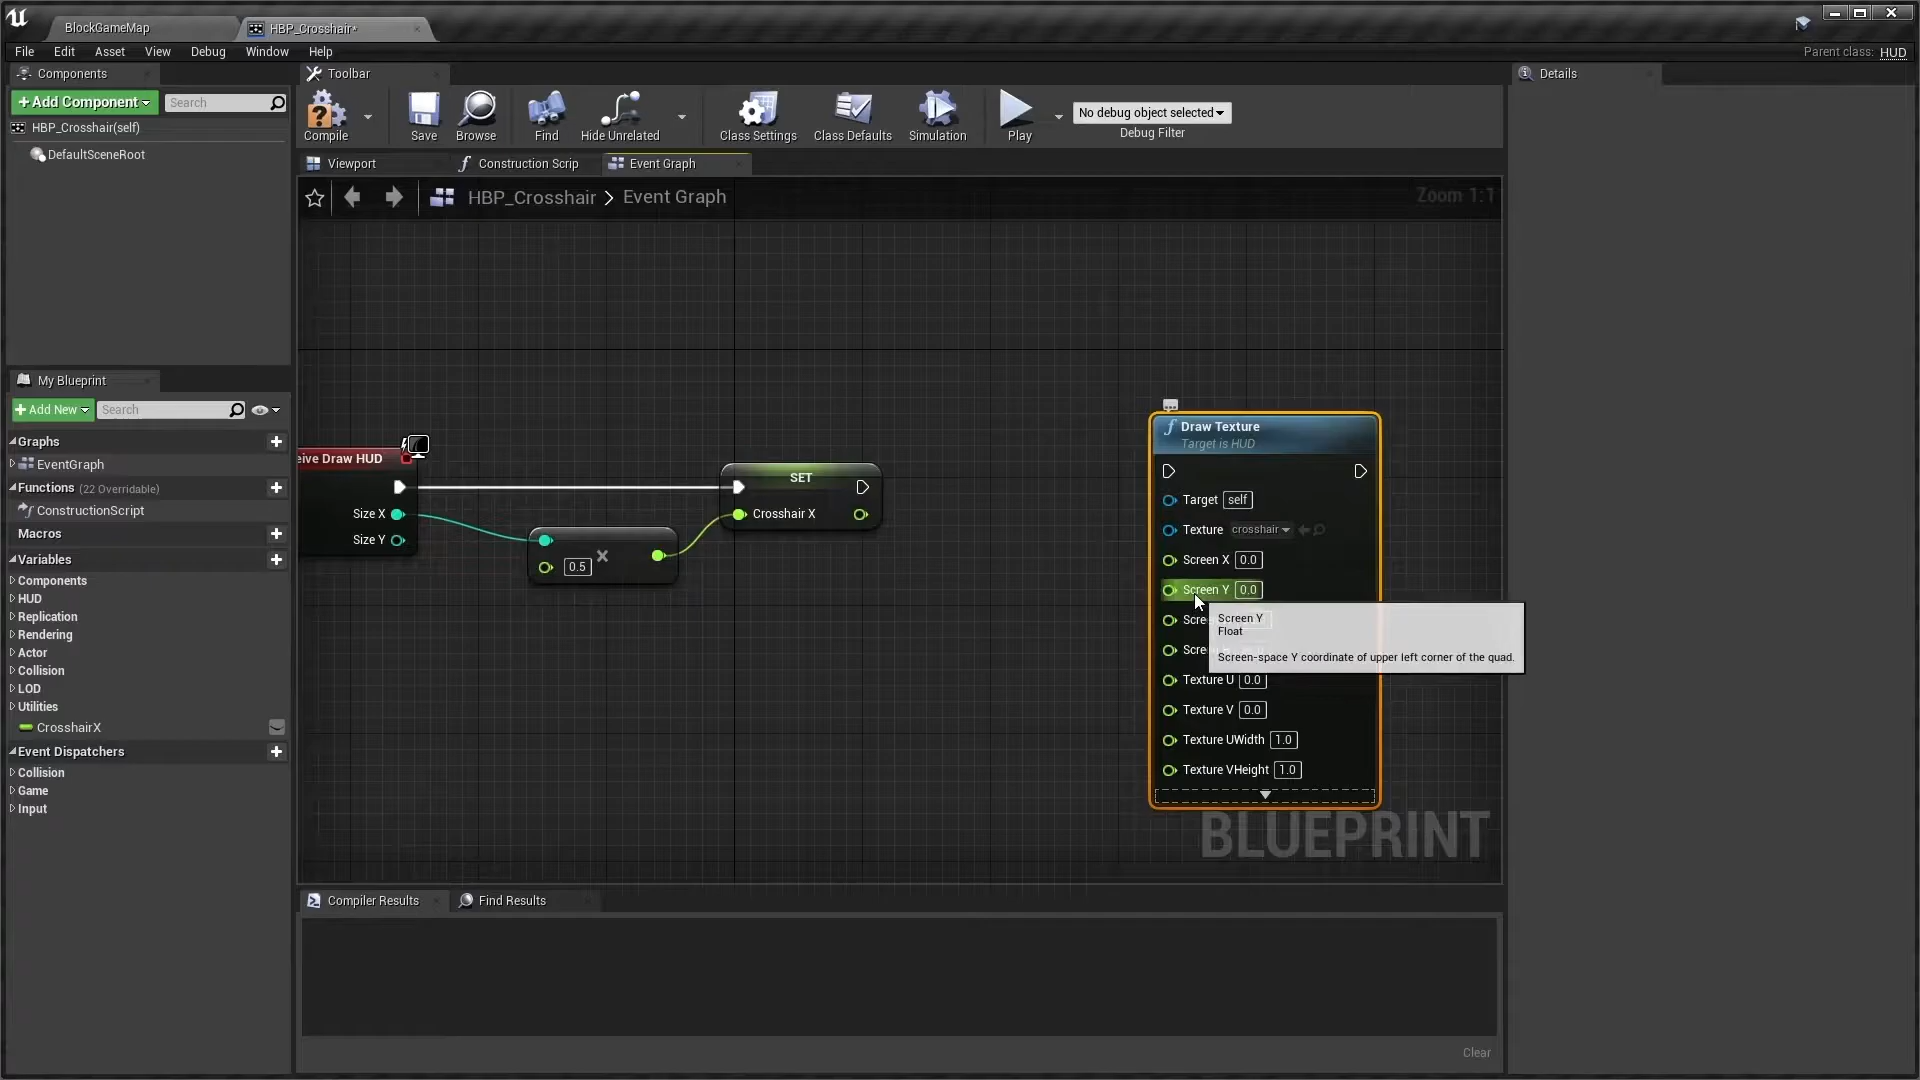 BlockGameMap
HBP_Crosshair*
File Edit Asset View Debug Window Help
Parent class: HUD
Components
Toolbar
Details
+Add Component
Search
HBP_Crosshair(self)
DefaultSceneRoot
Compile
Save
Browse
Find
Hide Unrelated
Class Settings
Class Defaults
Simulation
Play
No debug object selected
Debug Filter
Viewport
Construction Scrip
Event Graph
HBP_Crosshair > Event Graph
Zoom 1:1
My Blueprint
+Add New
Search
Graphs
EventGraph
Functions (22 Overridable)
ConstructionScript
Macros
Variables
Components
HUD
Replication
Rendering
Actor
Collision
LOD
Utilities
CrosshairX
Event Dispatchers
Collision
Game
Input
eive Draw HUD
Size X
Size Y
0.5
SET
Crosshair X
Draw Texture
Target is HUD
Target self
Texture crosshair
Screen X 0.0
Screen Y 0.0
Scre
Scre
Screen Y
Float
Screen-space Y coordinate of upper left corner of the quad.
Texture U 0.0
Texture V 0.0
Texture UWidth 1.0
Texture VHeight 1.0
BLUEPRINT
Compiler Results
Find Results
Clear